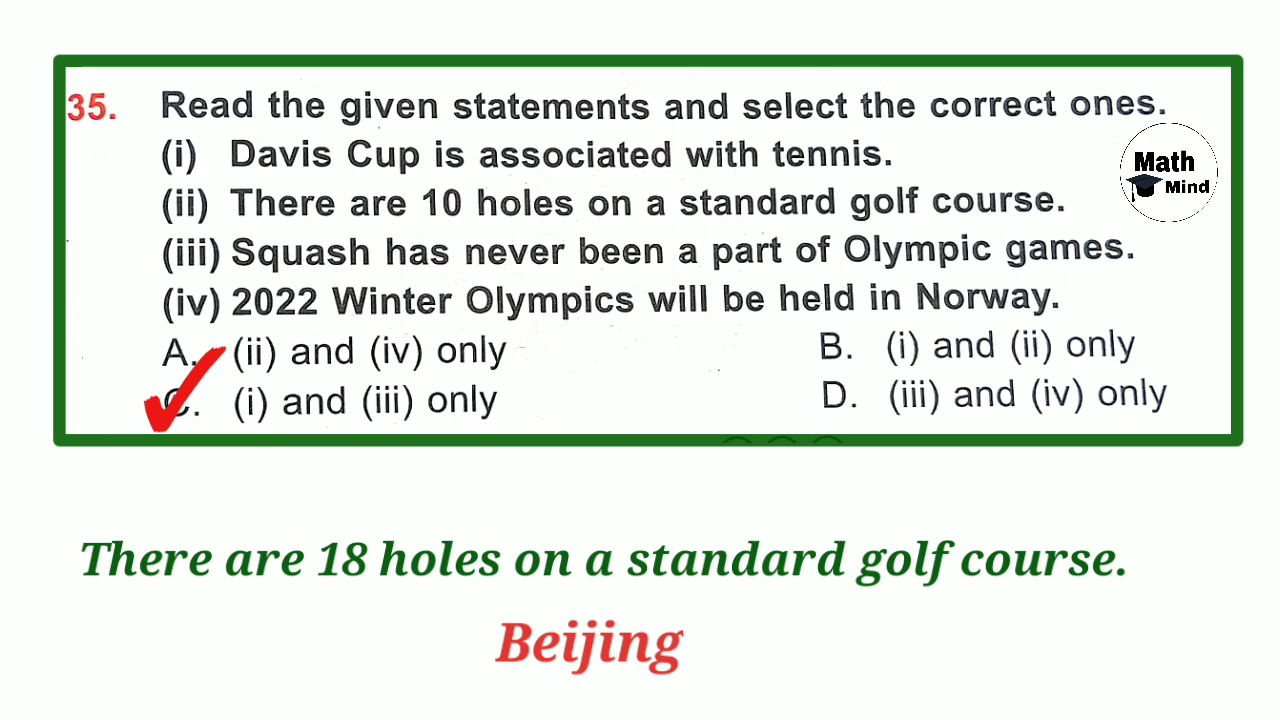 35. Read the given statements and select the correct ones.
(i) Davis Cup is associated with tennis.
Math
Mind
(ii) There are 10 holes on a standard golf course.
(iii) Squash has never been a part of Olympic games.
(iv) 2022 Winter Olympics will be held in Norway.
A. (ii) and (iv) only
B. (i) and (ii) only
C. (i) and (iii) only
D. (iii) and (iv) only
There are 18 holes on a standard golf course.
Beijing